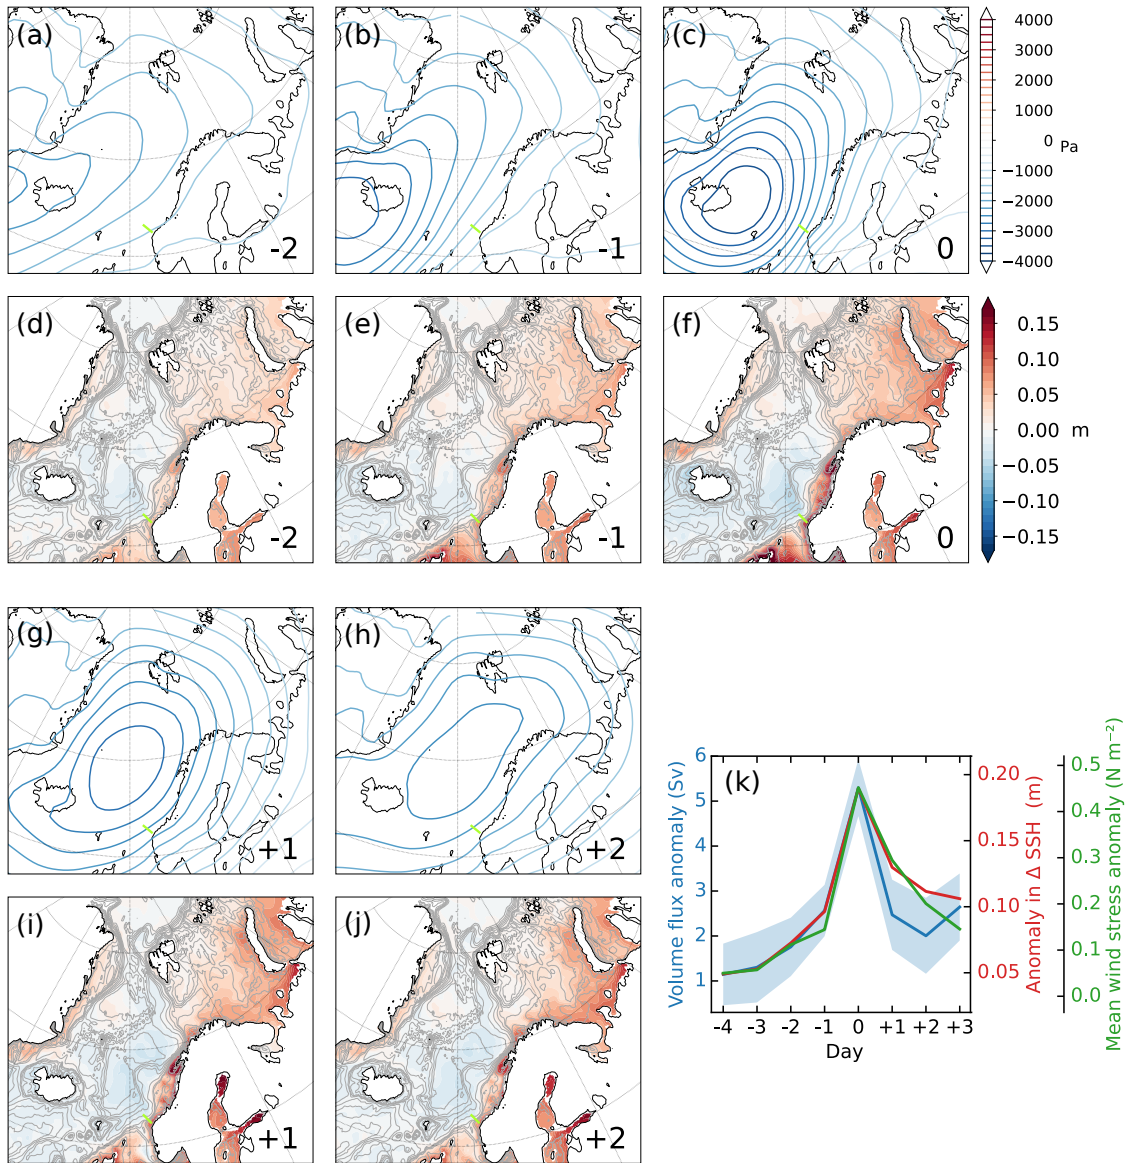 (a)
-2
(b)
-1
(c)
0
4000
3000
2000
1000
0
−1000
−2000
−3000
−4000
Pa
(d)
-2
(e)
-1
(f)
0
0.15
0.10
0.05
0.00
−0.05
−0.10
−0.15
m
(g)
+1
(h)
+2
(i)
+1
(j)
+2
(k)
Volume flux anomaly (Sv)
6
5
4
3
2
1
-4 -3 -2 -1 0 +1 +2 +3
Day
0.20
0.15
0.10
0.05
Anomaly in Δ SSH (m)
0.5
0.4
0.3
0.2
0.1
0.0
Mean wind stress anomaly (N m⁻²)